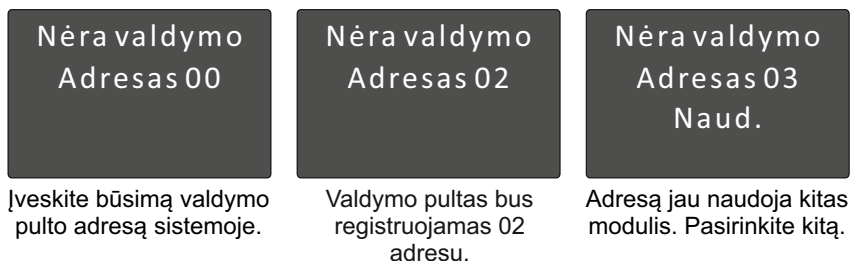 Nėra valdymo
Adresas 00
Įveskite būsimą valdymo
pulto adresą sistemoje.
Nėra valdymo
Adresas 02
Valdymo pultas bus
registruojamas 02
adresu.
Nėra valdymo
Adresas 03
Naud.
Adresą jau naudoja kitas
modulis. Pasirinkite kitą.